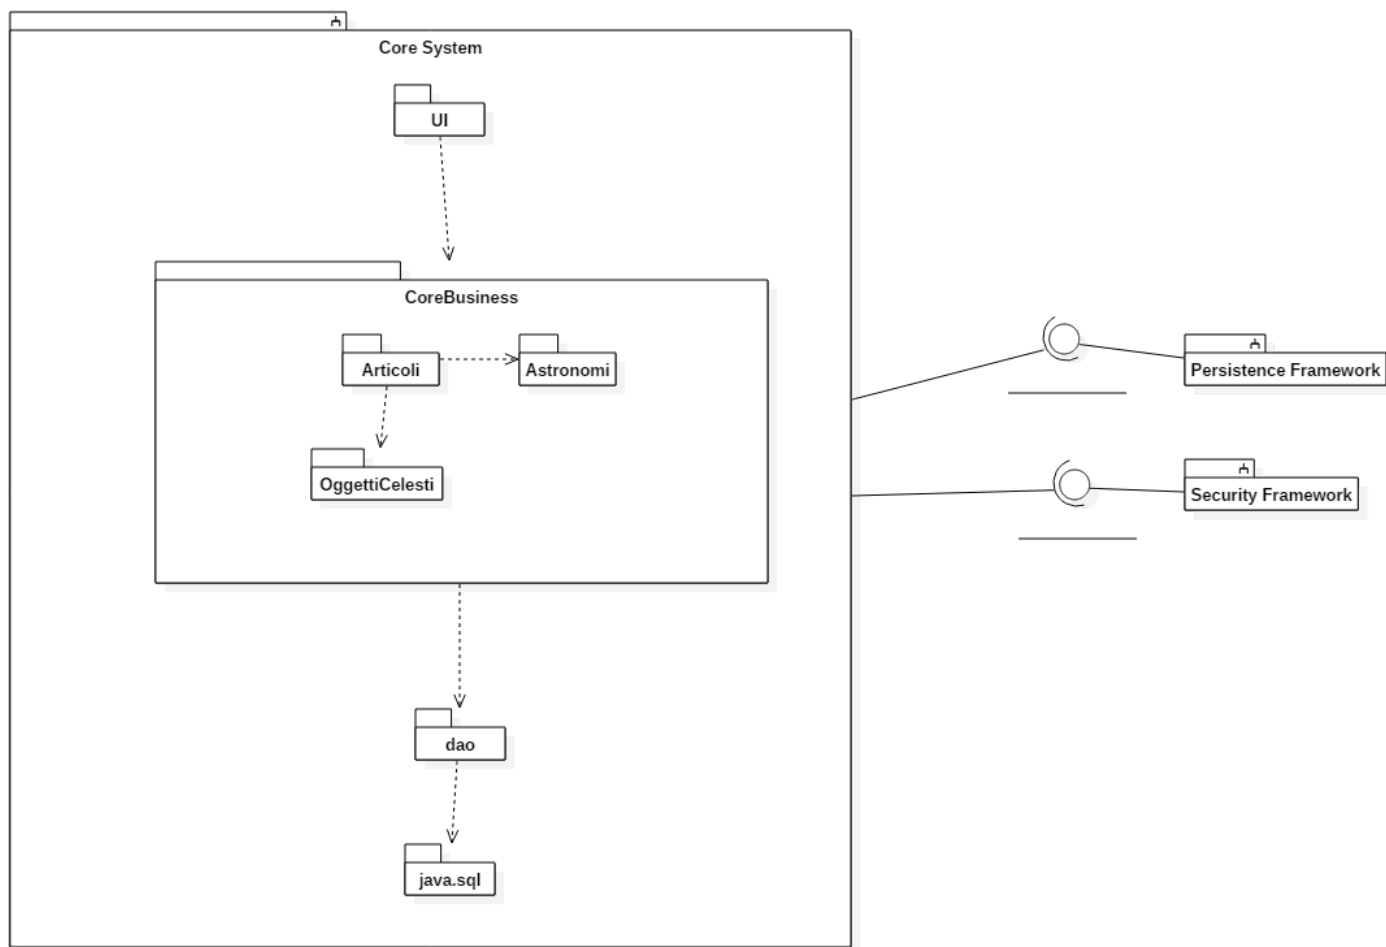 Core System
UI
CoreBusiness
Articoli
Astronomi
OggettiCelesti
dao
java.sql
Persistence Framework
Security Framework